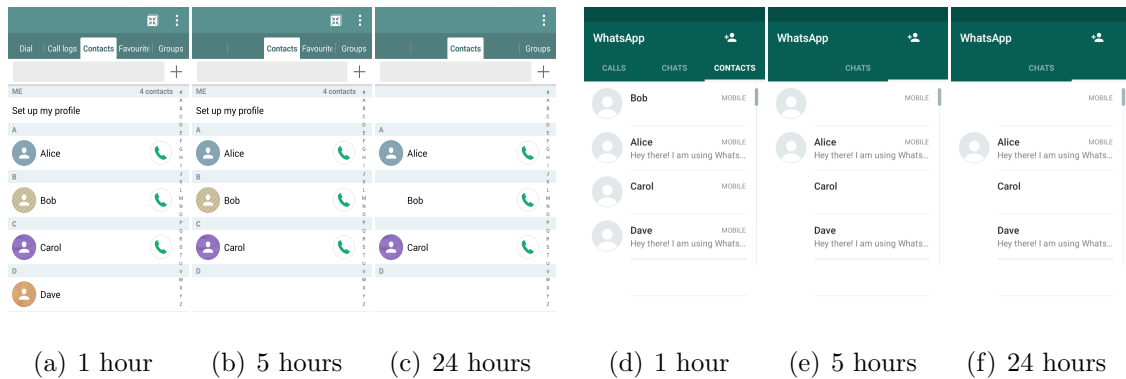 Dial Call logs Contacts Favourite Groups
ME 4 contacts
Set up my profile
A
Alice
B
Bob
C
Carol
D
Dave
(a) 1 hour
Contacts Favourite Groups
ME 4 contacts
Set up my profile
A
Alice
B
Bob
C
Carol
D
(b) 5 hours
Contacts Groups
A
Alice
Bob
C
Carol
D
(c) 24 hours
WhatsApp
CALLS CHATS CONTACTS
Bob MOBILE
Alice MOBILE
Hey there! I am using Whats...
Carol MOBILE
Dave MOBILE
Hey there! I am using Whats...
(d) 1 hour
WhatsApp
CHATS
MOBILE
Alice MOBILE
Hey there! I am using Whats...
Carol
Dave
Hey there! I am using Whats...
(e) 5 hours
WhatsApp
CHATS
MOBILE
Alice MOBILE
Hey there! I am using Whats...
Carol
Dave
Hey there! I am using Whats...
(f) 24 hours